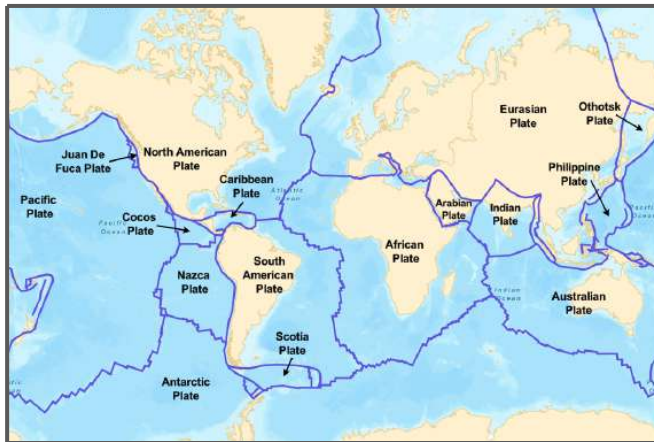 Eurasian
Plate
Othotsk
Plate
Juan De
Fuca Plate
North American
Plate
Caribbean
Plate
Philippine
Plate
Atlantic
Ocean
Pacific
Plate
Arabian
Plate
Indian
Plate
Cocos
Plate
Pacific
Ocean
African
Plate
Nazca
Plate
South
American
Plate
Indian
Ocean
Australian
Plate
Scotia
Plate
Antarctic
Plate